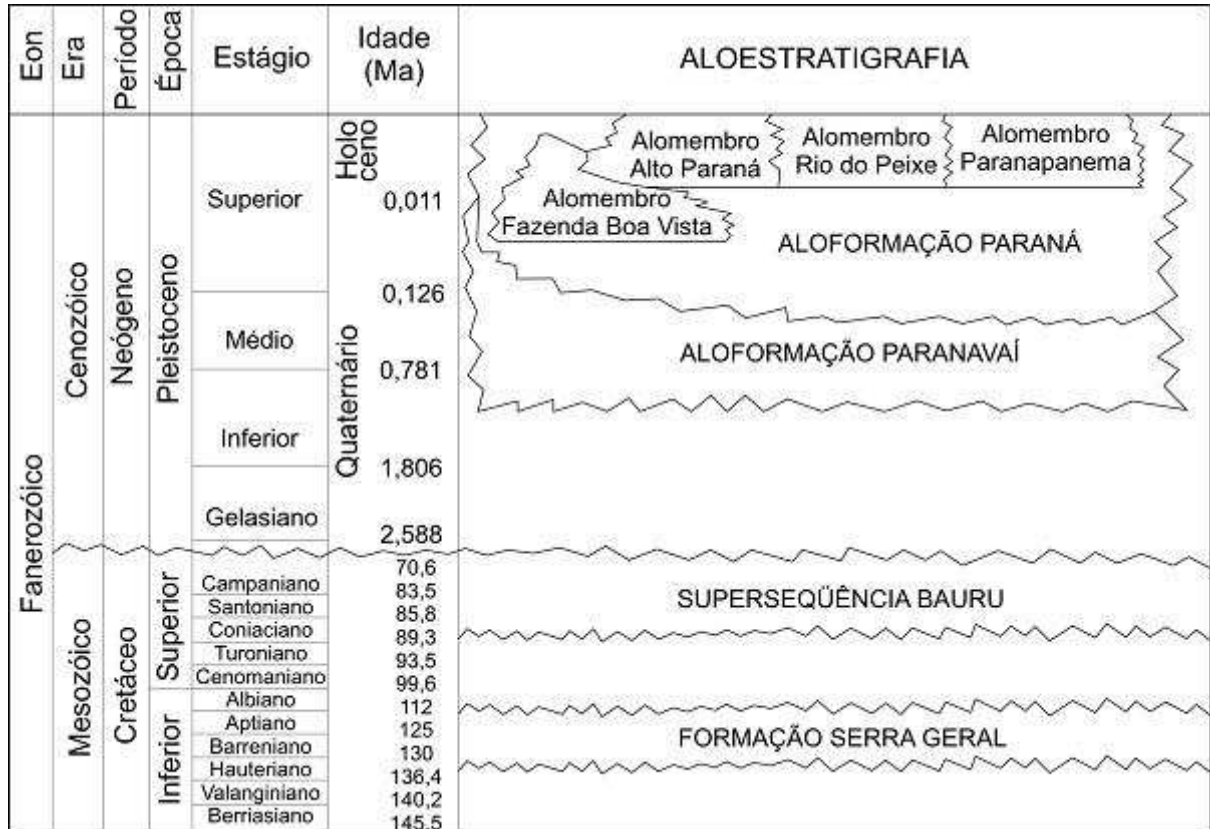 Eon
Era
Período
Época
Estágio
Idade
(Ma)
ALOESTRATIGRAFIA
Fanerozóico
Cenozóico
Neógeno
Pleistoceno
Superior
Médio
Inferior
Gelasiano
Holo
ceno
Quaternário
0,011
0,126
0,781
1,806
2,588
Alomembro
Alto Paraná
Alomembro
Rio do Peixe
Alomembro
Paranapanema
Alomembro
Fazenda Boa Vista
ALOFORMAÇÃO PARANÁ
ALOFORMAÇÃO PARANAVAÍ
Mesozóico
Cretáceo
Superior
Inferior
70,6
Campaniano
83,5
Santoniano
85,8
Coniaciano
89,3
Turoniano
93,5
Cenomaniano
99,6
Albiano
112
Aptiano
125
Barreniano
130
Hauteriano
136,4
Valanginiano
140,2
Berriasiano
145,5
SUPERSEQÜÊNCIA BAURU
FORMAÇÃO SERRA GERAL